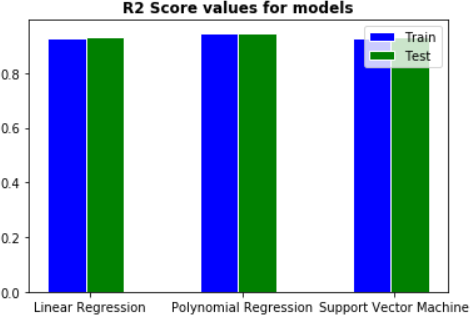 R2 Score values for models
Train
Test
0.8
0.6
0.4
0.2
0.0
Linear Regression
Polynomial Regression
Support Vector Machine